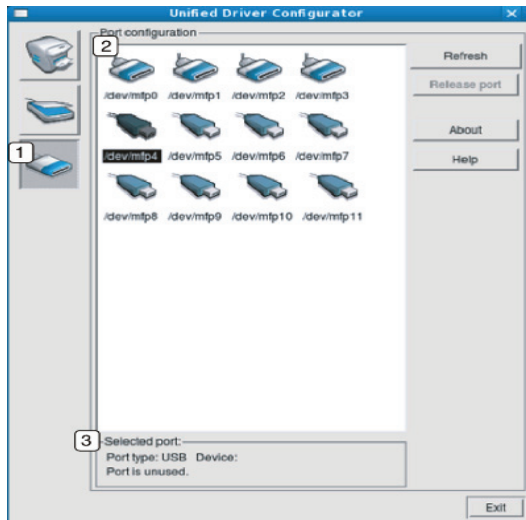 Unified Driver Configurator
Port configuration
2
Refresh
/dev/mfp0 /dev/mfp1 /dev/mfp2 /dev/mfp3
Release port
About
1
/dev/mfp4 /dev/mfp5 /dev/mfp6 /dev/mfp7
Help
/dev/mfp8 /dev/mfp9 /dev/mfp10 /dev/mfp11
3
Selected port:
Port type: USB Device:
Port is unused.
Exit